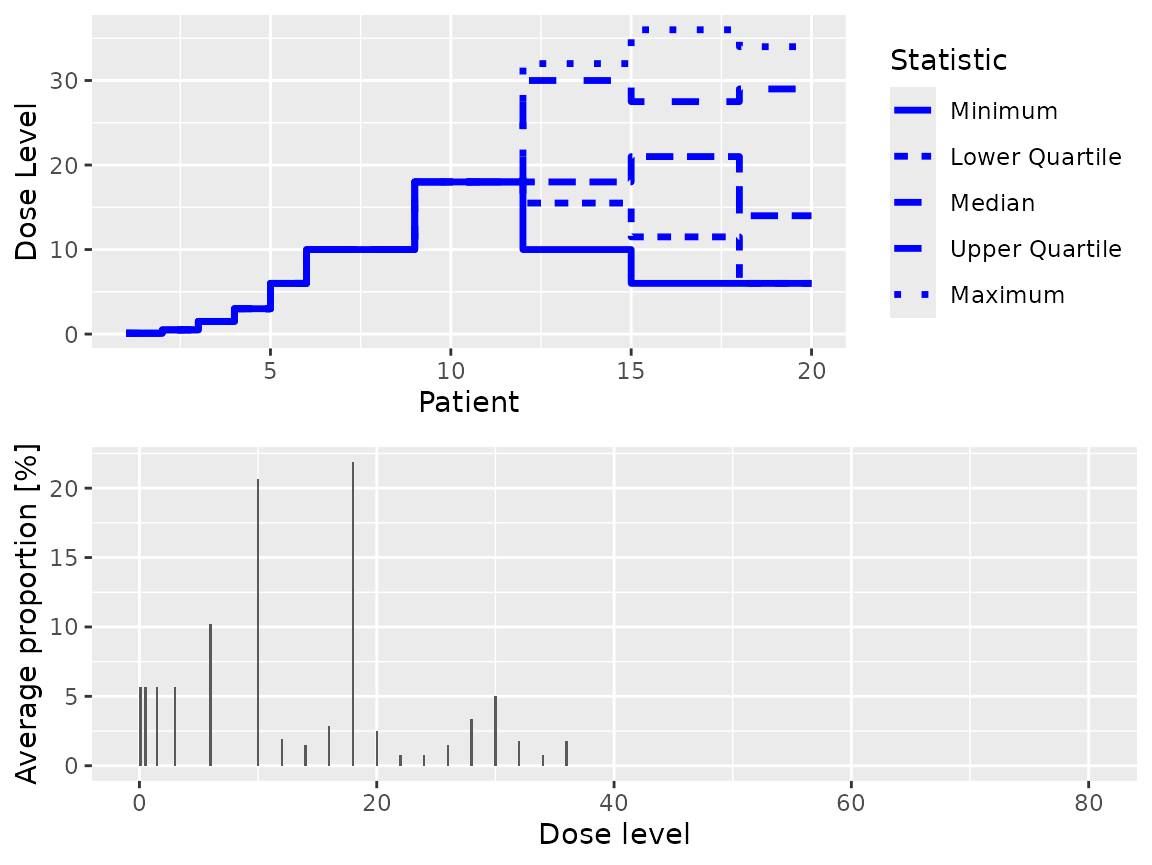 Dose Level
30
20
10
0
5
10
15
20
Patient
Statistic
Minimum
Lower Quartile
Median
Upper Quartile
Maximum
Average proportion [%]
20
15
10
5
0
0
20
40
60
80
Dose level